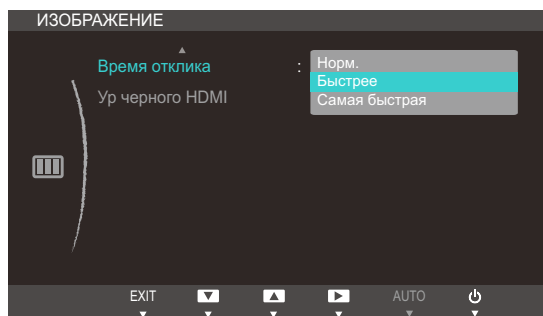 ИЗОБРАЖЕНИЕ
Время отклика : Норм.
Быстрее
Ур черного HDMI Самая быстрая
EXIT AUTO